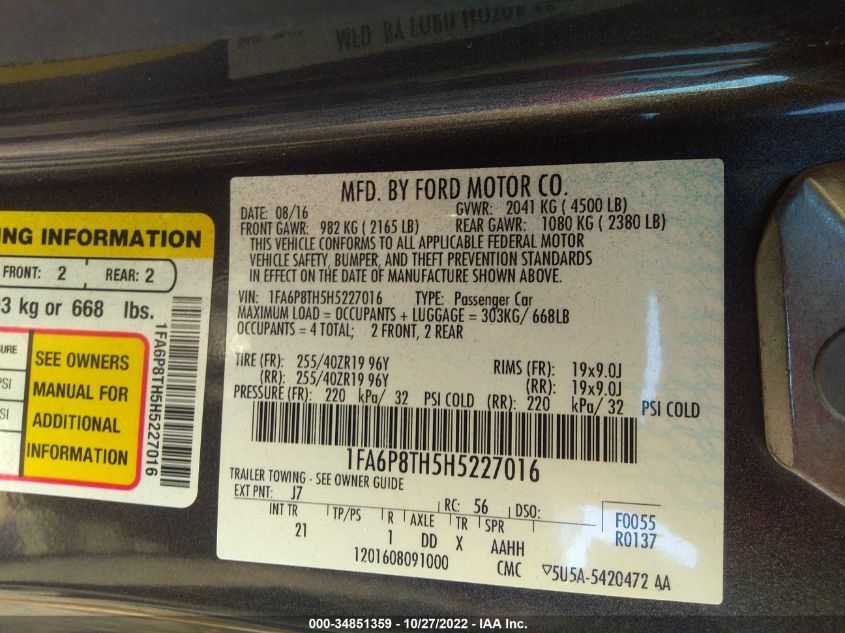 MFD. BY FORD MOTOR CO.
DATE: 08/16 GVWR: 2041 KG ( 4500 LB)
FRONT GAWR: 982 KG ( 2165 LB) REAR GAWR: 1080 KG ( 2380 LB)
THIS VEHICLE CONFORMS TO ALL APPLICABLE FEDERAL MOTOR
VEHICLE SAFETY, BUMPER, AND THEFT PREVENTION STANDARDS
IN EFFECT ON THE DATE OF MANUFACTURE SHOWN ABOVE.
VIN: 1FA6P8TH5H5227016 TYPE: Passenger Car
MAXIMUM LOAD = OCCUPANTS + LUGGAGE = 303KG/ 668LB
OCCUPANTS = 4 TOTAL; 2 FRONT, 2 REAR
TIRE (FR): 255/40ZR19 96Y RIMS (FR): 19x9.0J
(RR): 255/40ZR19 96Y (RR): 19x9.0J
PRESSURE (FR): 220 kPa/ 32 PSI COLD (RR): 220 kPa/ 32 PSI COLD
1FA6P8TH5H5227016
TRAILER TOWING - SEE OWNER GUIDE
EXT PNT: J7 RC: 56 DSO:
INT TR TP/PS R AXLE TR SPR F0055
21 1 DD X AAHH R0137
1201608091000 CMC ▽5U5A-5420472 AA
NG INFORMATION
FRONT: 2 REAR: 2
3 kg or 668 lbs.
SURE
PSI
SI
SEE OWNERS
MANUAL FOR
ADDITIONAL
INFORMATION
1FA6P8TH5H5227016
000-34851359 | 10/27/2022 | IAA Inc.